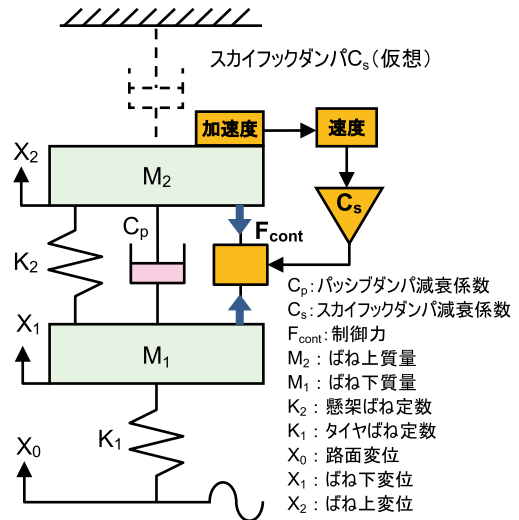 スカイフックダンパCs(仮想)
加速度
速度
X2
M2
Cs
Cp
Fcont
K2
X1
M1
K1
X0
Cp:パッシブダンパ減衰係数
Cs:スカイフックダンパ減衰係数
Fcont:制御力
M2:ばね上質量
M1:ばね下質量
K2:懸架ばね定数
K1:タイヤばね定数
X0:路面変位
X1:ばね下変位
X2:ばね上変位